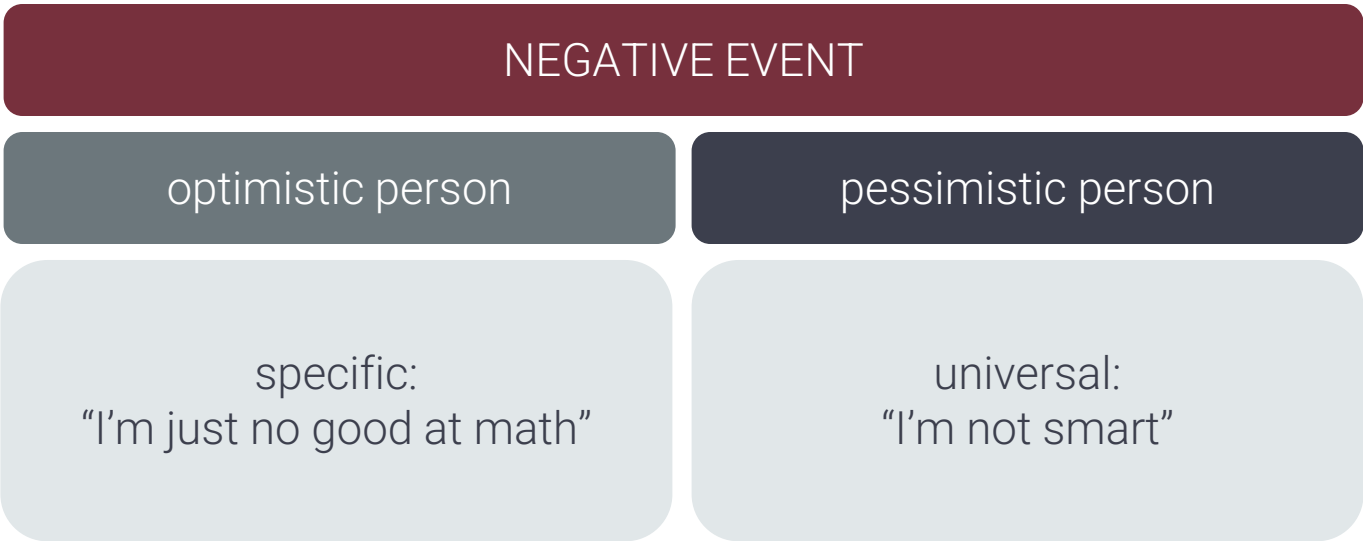 NEGATIVE EVENT
optimistic person
pessimistic person
specific:
“I’m just no good at math”
universal:
“I’m not smart”